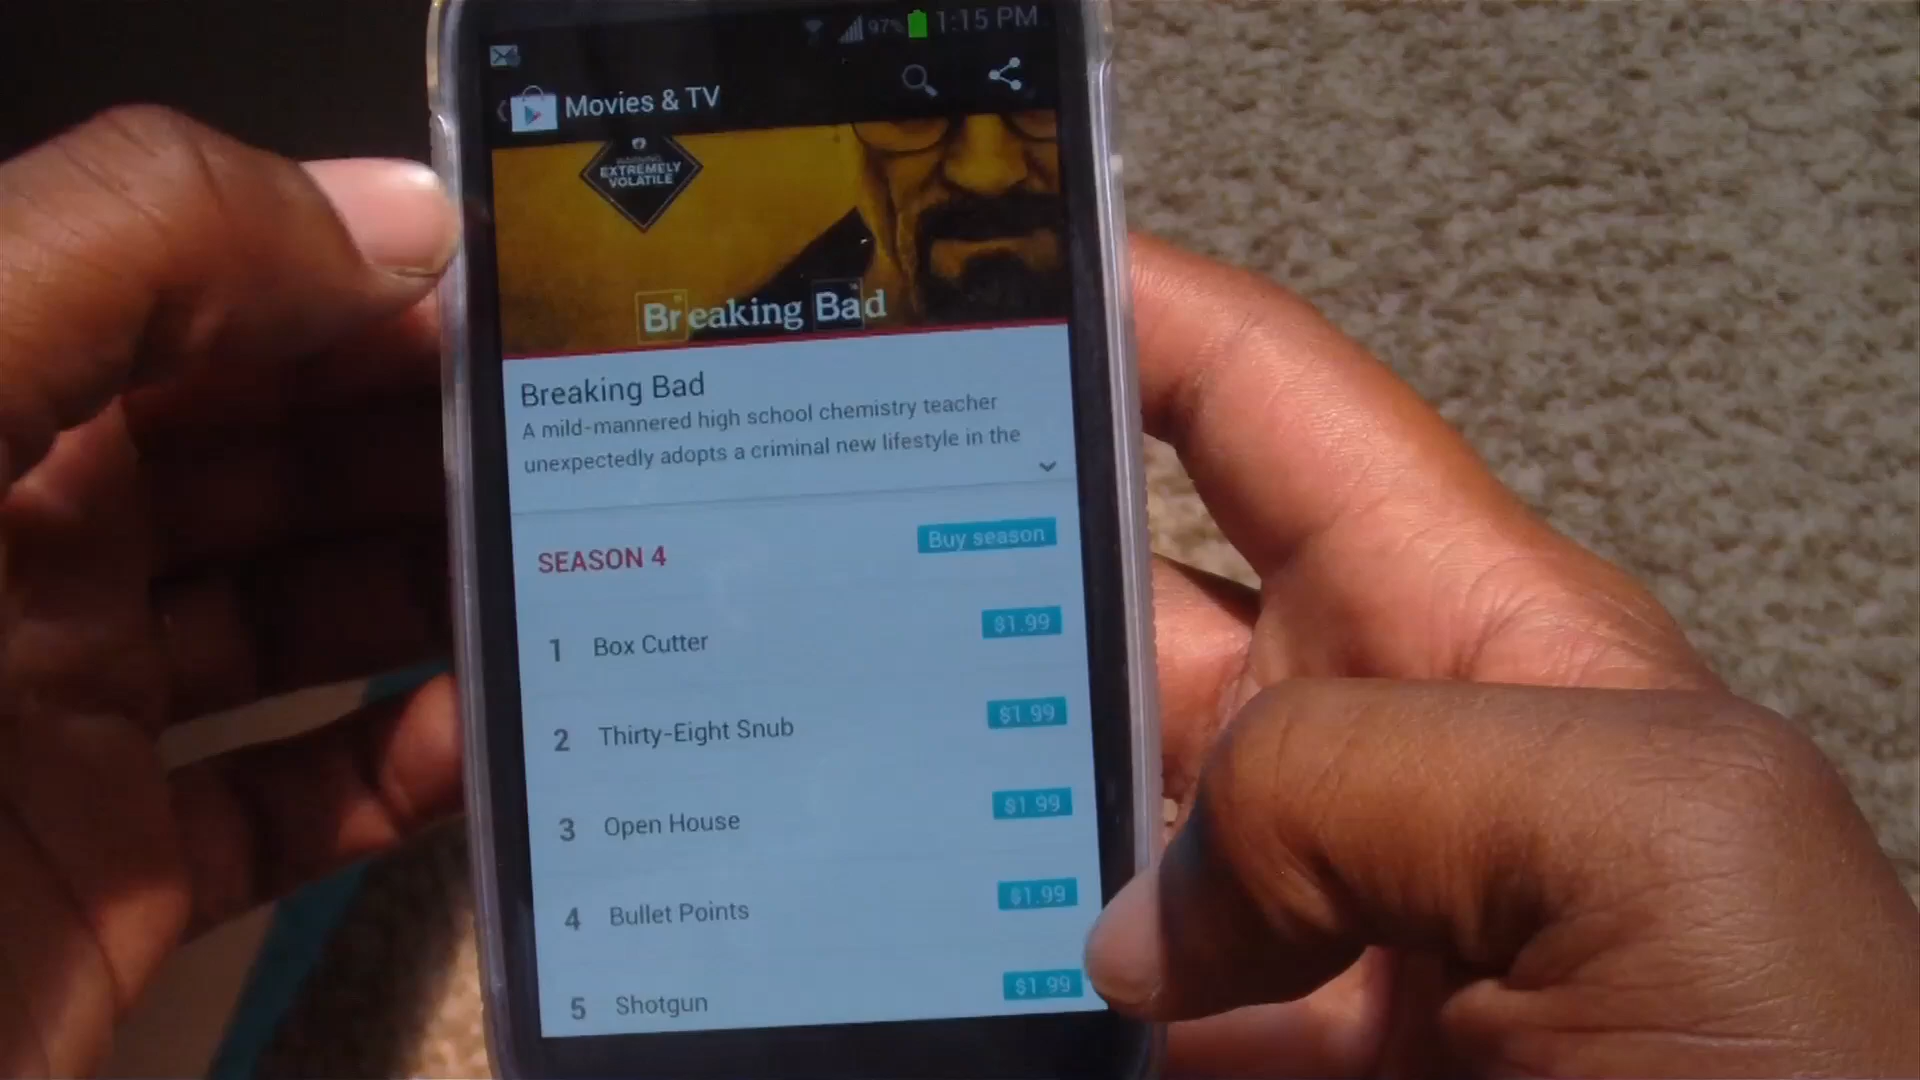 97% 1:15 PM
Movies & TV
WARNING
EXTREMELY
VOLATILE
Breaking Bad
Breaking Bad
A mild-mannered high school chemistry teacher
unexpectedly adopts a criminal new lifestyle in the
SEASON 4 Buy season
1 Box Cutter $1.99
2 Thirty-Eight Snub $1.99
3 Open House $1.99
4 Bullet Points $1.99
5 Shotgun $1.99